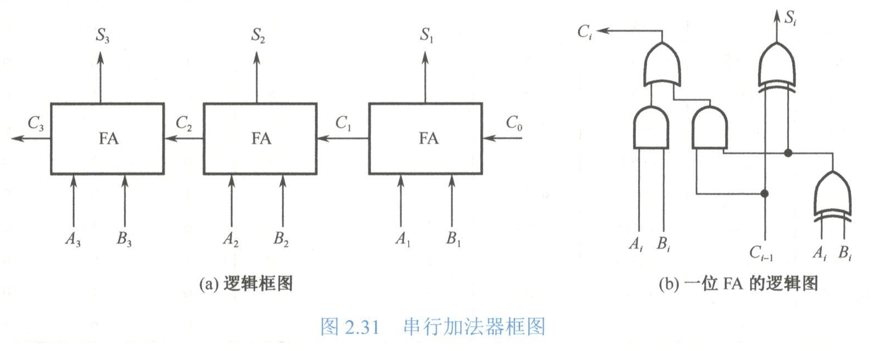 S₃ S₂ S₁
C₃ FA C₂ FA C₁ FA C₀
A₃ B₃ A₂ B₂ A₁ B₁
(a) 逻辑框图
Cᵢ Sᵢ
Aᵢ Bᵢ Cᵢ₋₁ Aᵢ Bᵢ
(b) 一位 FA 的逻辑图
图 2.31 串行加法器框图